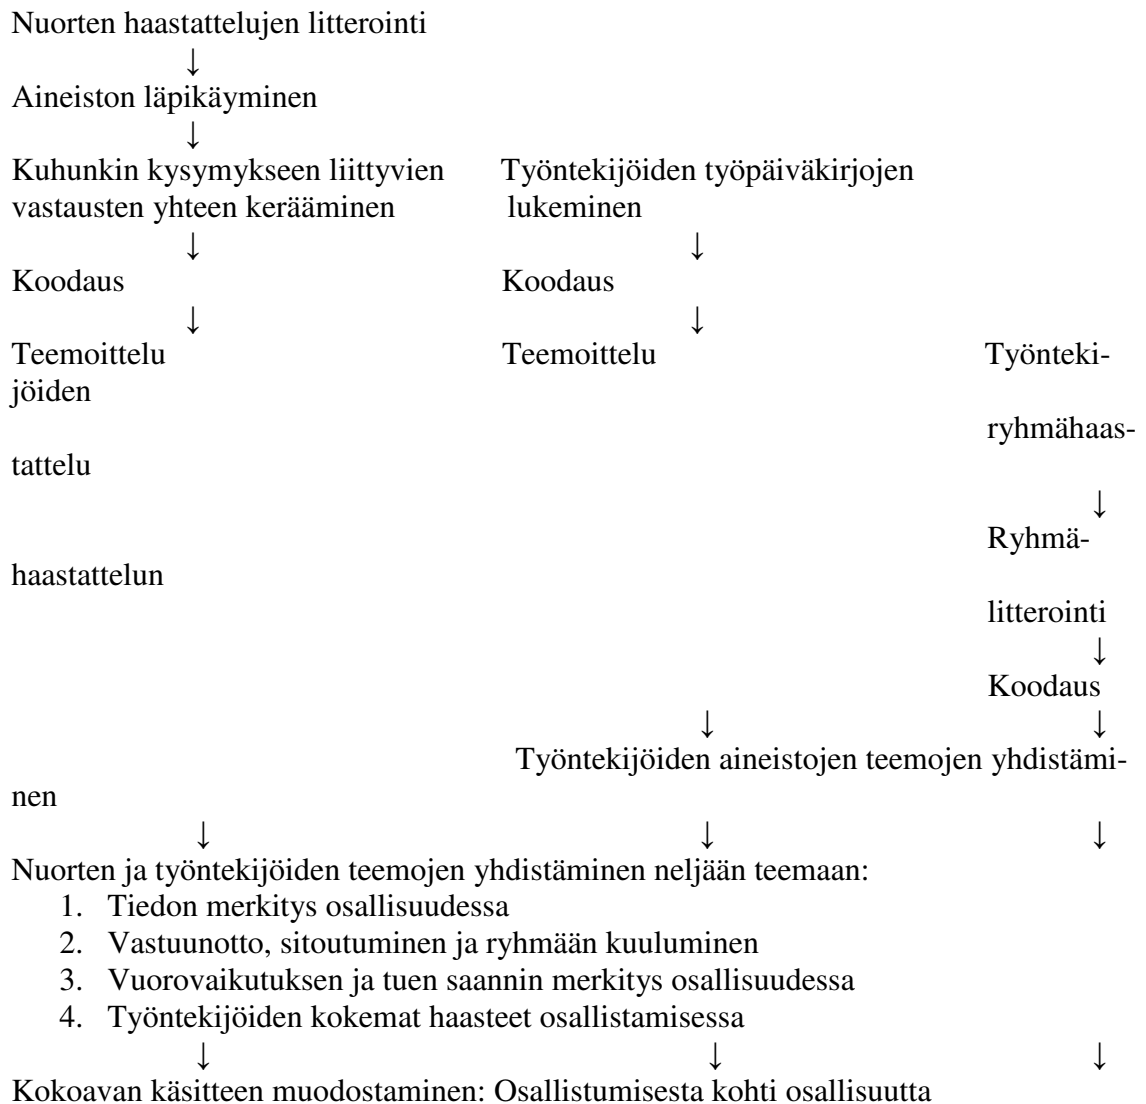 Nuorten haastattelujen litterointi
↓
Aineiston läpikäyminen
↓
Kuhunkin kysymykseen liittyvien Työntekijöiden työpäiväkirjojen
vastausten yhteen kerääminen lukeminen
↓ ↓
Koodaus Koodaus
↓ ↓
Teemoittelu Teemoittelu Työnteki-
jöiden
ryhmähaas-
tattelu
↓
Ryhmä-
haastattelun
litterointi
↓
Koodaus
↓ ↓
Työntekijöiden aineistojen teemojen yhdistämi-
nen
↓ ↓ ↓
Nuorten ja työntekijöiden teemojen yhdistäminen neljään teemaan:
1. Tiedon merkitys osallisuudessa
2. Vastuunotto, sitoutuminen ja ryhmään kuuluminen
3. Vuorovaikutuksen ja tuen saannin merkitys osallisuudessa
4. Työntekijöiden kokemat haasteet osallistamisessa
↓ ↓ ↓
Kokoavan käsitteen muodostaminen: Osallistumisesta kohti osallisuutta